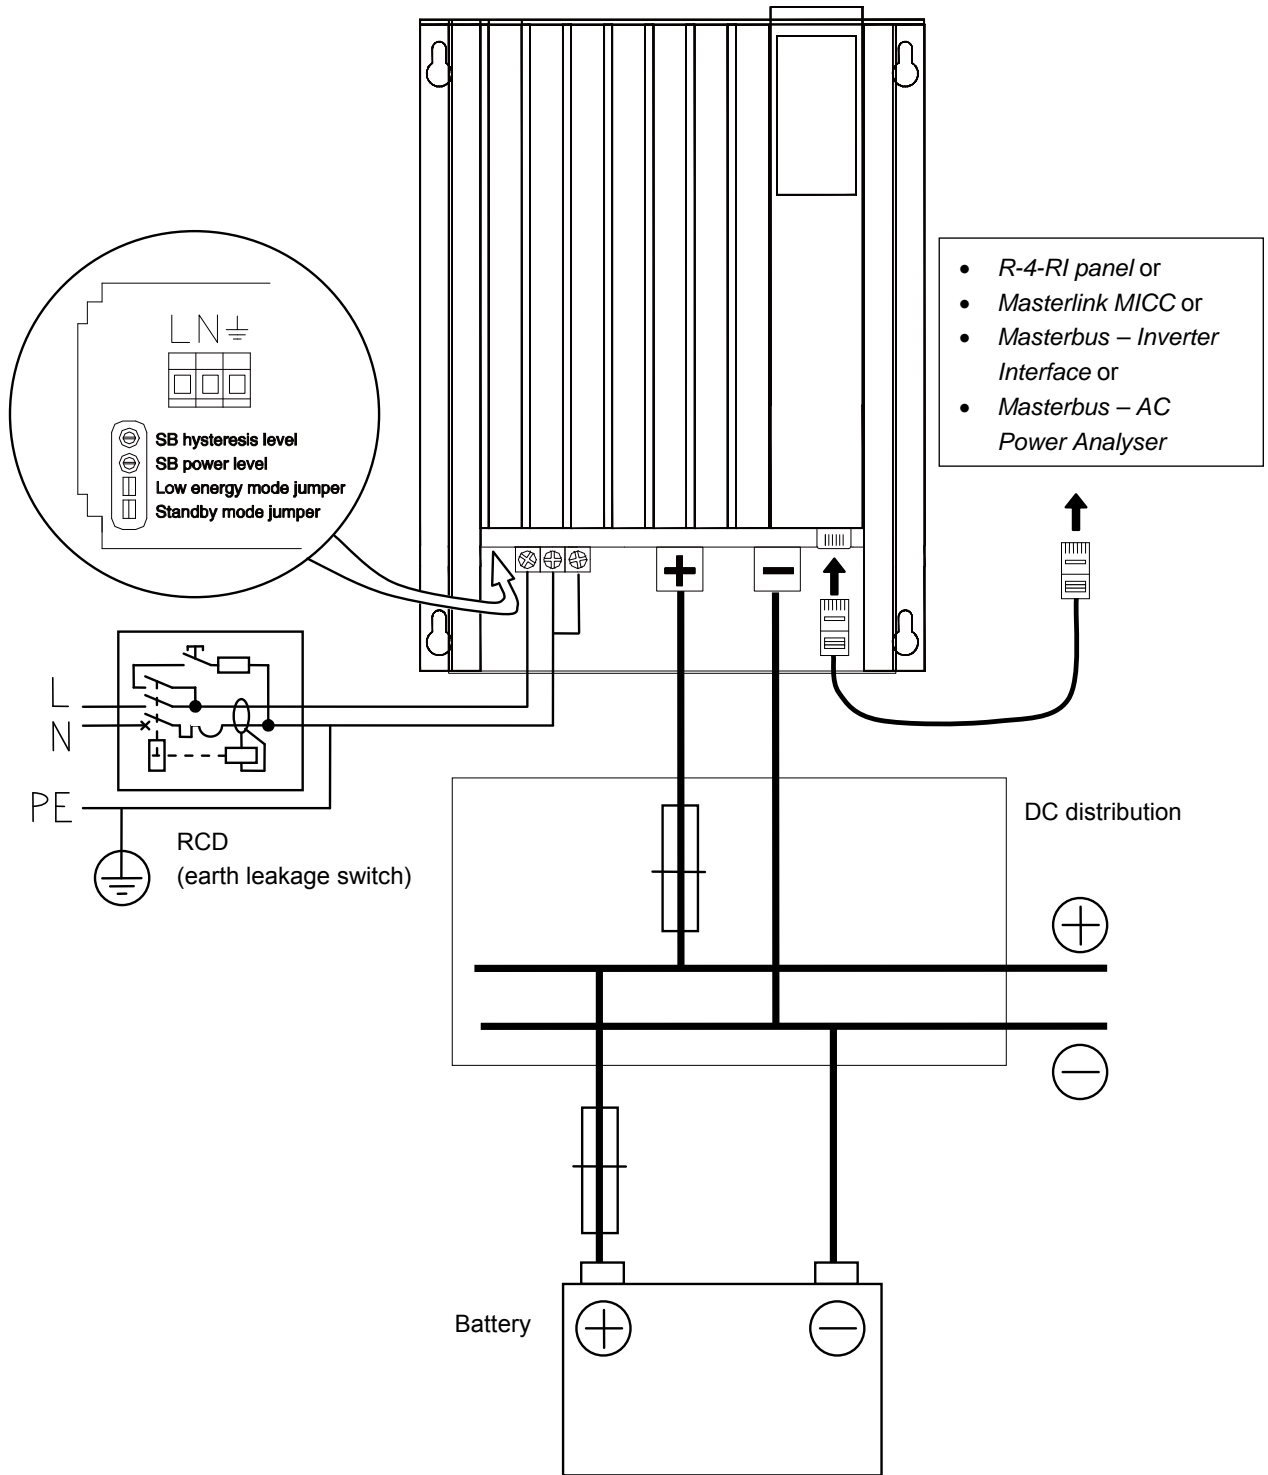 • R-4-RI panel or
• Masterlink MICC or
• Masterbus – Inverter
Interface or
• Masterbus – AC
Power Analyser
L N
SB hysteresis level
SB power level
Low energy mode jumper
Standby mode jumper
+ −
L
N
PE
RCD
(earth leakage switch)
DC distribution
+
−
Battery
+ −